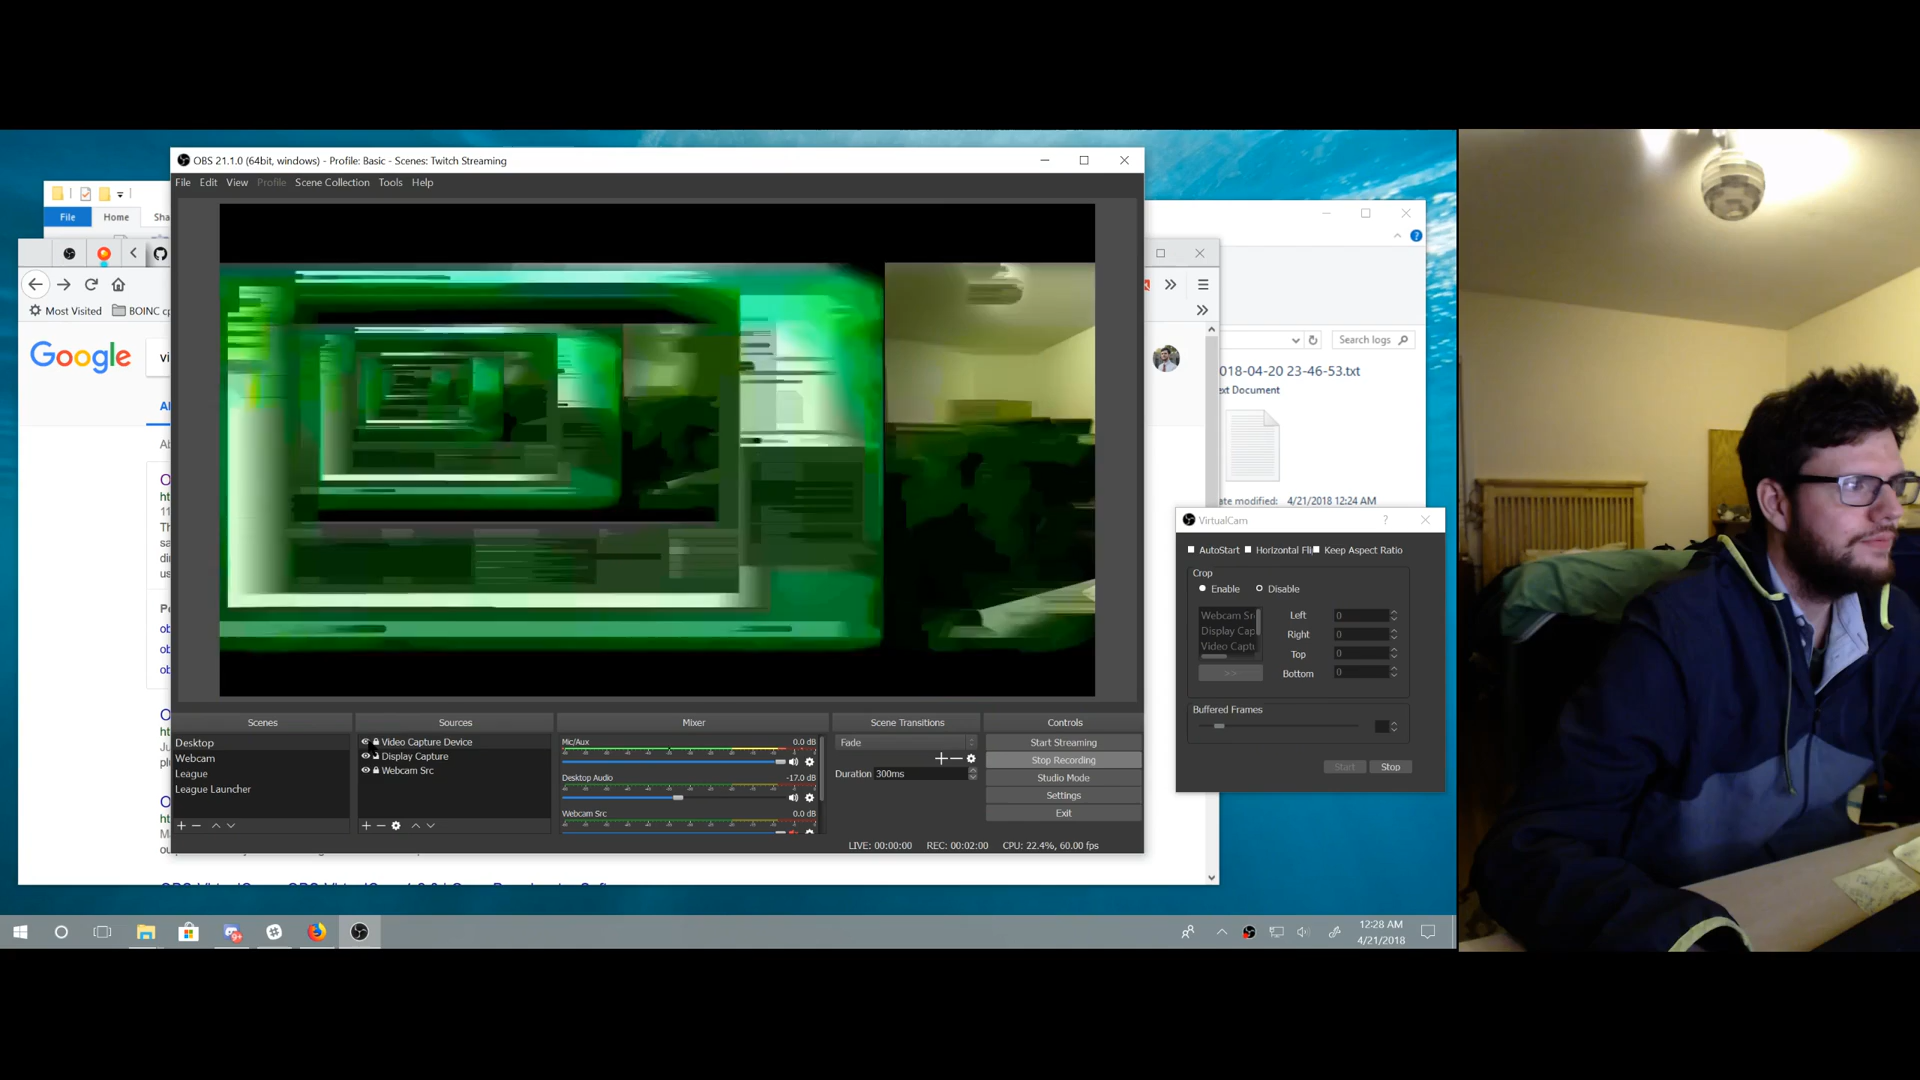 OBS 21.1.0 (64bit, windows) - Profile: Basic - Scenes: Twitch Streaming
File Edit View Profile Scene Collection Tools Help
File Home Sha
Most Visited BOINC cp
Google vi
Al
Search logs
018-04-20 23-46-53.txt
ext Document
ate modified: 4/21/2018 12:24 AM
VirtualCam
AutoStart Horizontal Fli Keep Aspect Ratio
Crop
Enable Disable
Webcam Sr Left 0
Display Cap Right 0
Video Captu Top 0
>> Bottom 0
Buffered Frames
Start Stop
Scenes Sources Mixer Scene Transitions Controls
Desktop
Webcam
League
League Launcher
Video Capture Device
Display Capture
Webcam Src
Mic/Aux 0.0 dB
Desktop Audio -17.0 dB
Webcam Src 0.0 dB
Fade
Duration 300ms
Start Streaming
Stop Recording
Studio Mode
Settings
Exit
LIVE: 00:00:00 REC: 00:02:00 CPU: 22.4%, 60.00 fps
12:28 AM
4/21/2018